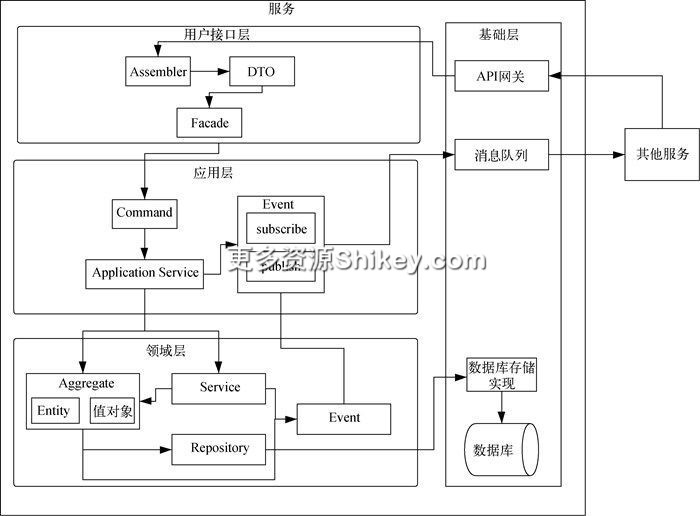 服务
用户接口层
Assembler
DTO
Facade
基础层
API网关
消息队列
其他服务
应用层
Command
Application Service
Event
subscribe
publish
更多资源Shikey.com
领域层
Aggregate
Entity
值对象
Service
Repository
Event
数据库存储
实现
数据库